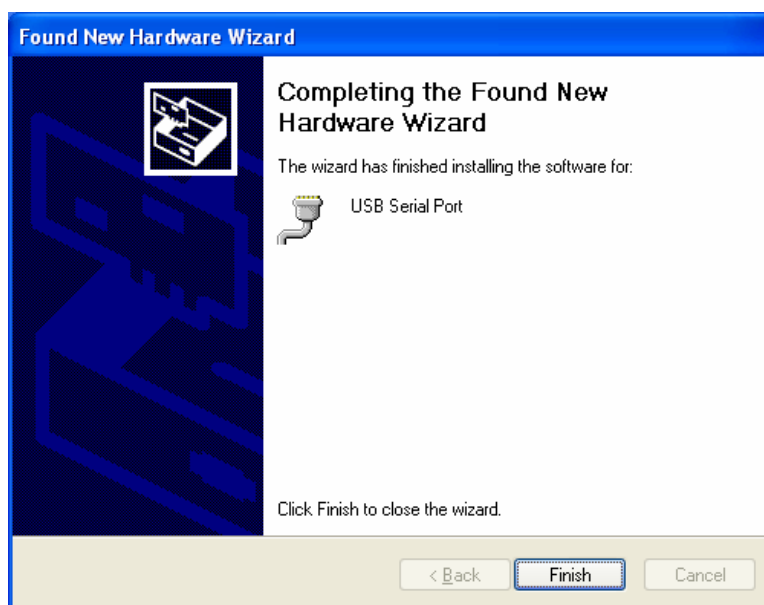 Found New Hardware Wizard
Completing the Found New
Hardware Wizard
The wizard has finished installing the software for:
USB Serial Port
Click Finish to close the wizard.
< Back Finish Cancel